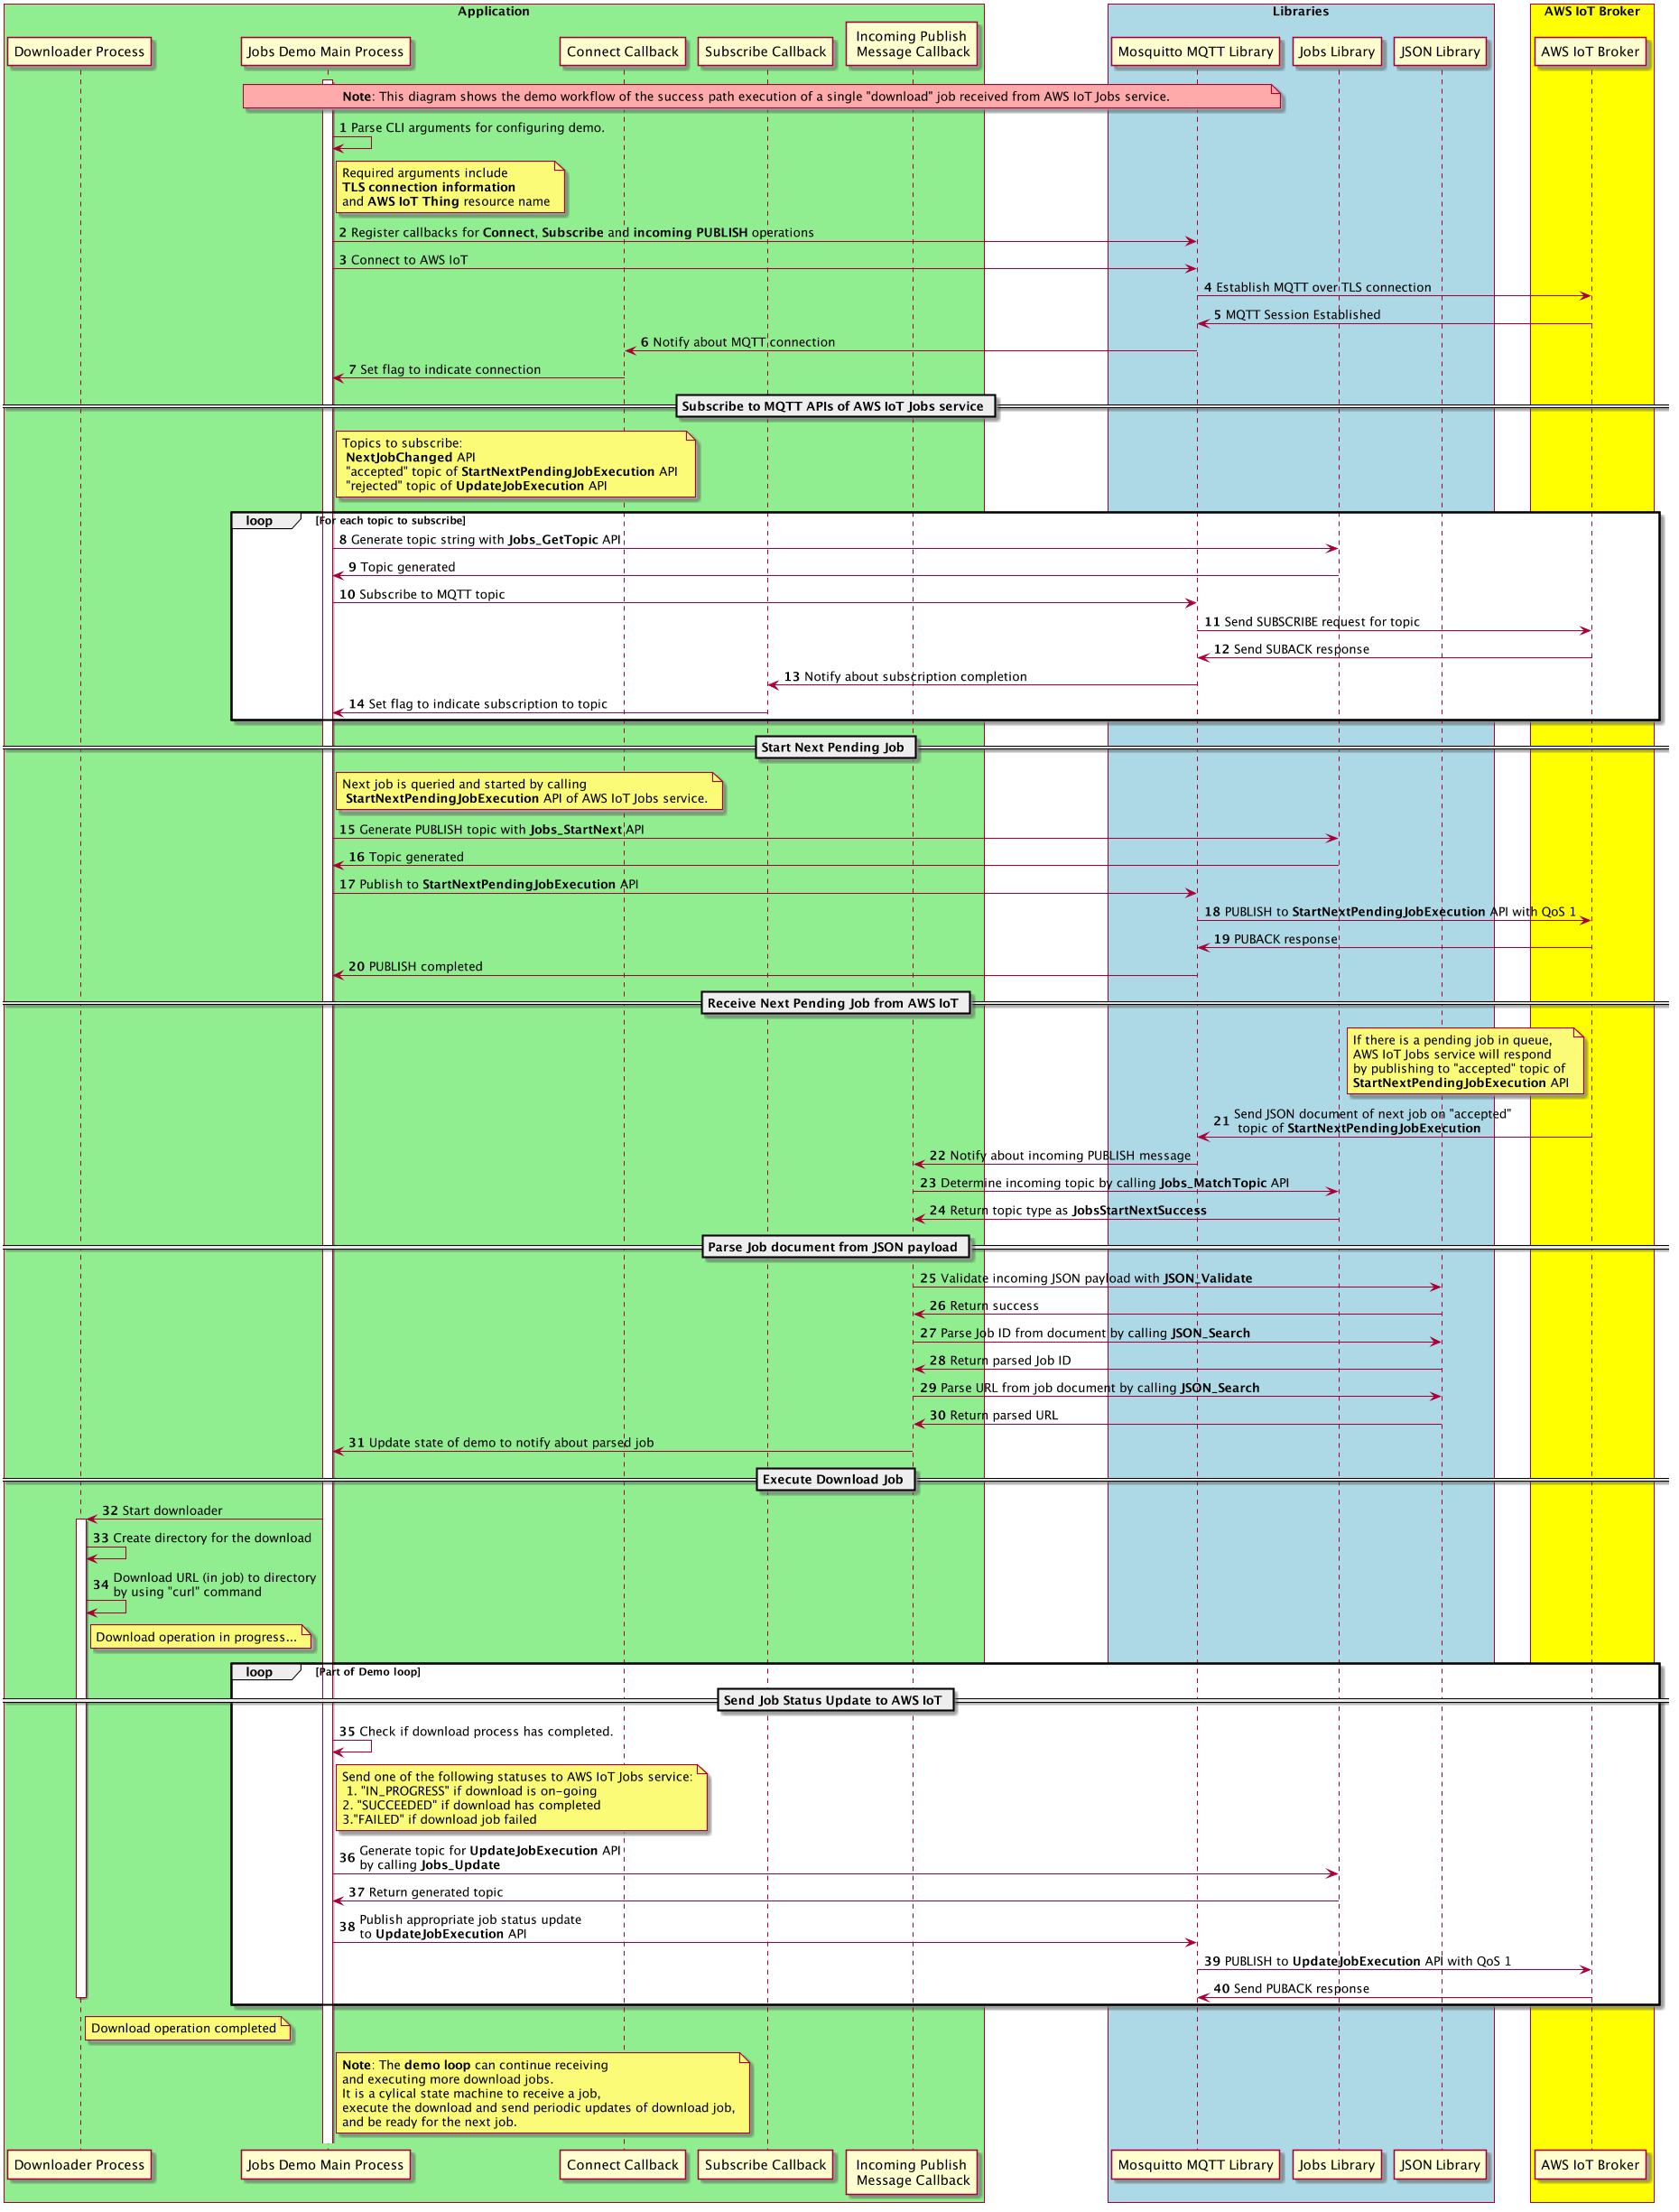 Application
Libraries
AWS IoT Broker
Downloader Process
Jobs Demo Main Process
Connect Callback
Subscribe Callback
Incoming Publish
Message Callback
Mosquitto MQTT Library
Jobs Library
JSON Library
AWS IoT Broker
Note: This diagram shows the demo workflow of the success path execution of a single "download" job received from AWS IoT Jobs service.
1 Parse CLI arguments for configuring demo.
Required arguments include
TLS connection information
and AWS IoT Thing resource name
2 Register callbacks for Connect, Subscribe and incoming PUBLISH operations
3 Connect to AWS IoT
4 Establish MQTT over TLS connection
5 MQTT Session Established
6 Notify about MQTT connection
7 Set flag to indicate connection
Subscribe to MQTT APIs of AWS IoT Jobs service
Topics to subscribe:
NextJobChanged API
"accepted" topic of StartNextPendingJobExecution API
"rejected" topic of UpdateJobExecution API
loop [For each topic to subscribe]
8 Generate topic string with Jobs_GetTopic API
9 Topic generated
10 Subscribe to MQTT topic
11 Send SUBSCRIBE request for topic
12 Send SUBACK response
13 Notify about subscription completion
14 Set flag to indicate subscription to topic
Start Next Pending Job
Next job is queried and started by calling
StartNextPendingJobExecution API of AWS IoT Jobs service.
15 Generate PUBLISH topic with Jobs_StartNext API
16 Topic generated
17 Publish to StartNextPendingJobExecution API
18 PUBLISH to StartNextPendingJobExecution API with QoS 1
19 PUBACK response
20 PUBLISH completed
Receive Next Pending Job from AWS IoT
If there is a pending job in queue,
AWS IoT Jobs service will respond
by publishing to "accepted" topic of
StartNextPendingJobExecution API
21 Send JSON document of next job on "accepted"
topic of StartNextPendingJobExecution
22 Notify about incoming PUBLISH message
23 Determine incoming topic by calling Jobs_MatchTopic API
24 Return topic type as JobsStartNextSuccess
Parse Job document from JSON payload
25 Validate incoming JSON payload with JSON_Validate
26 Return success
27 Parse Job ID from document by calling JSON_Search
28 Return parsed Job ID
29 Parse URL from job document by calling JSON_Search
30 Return parsed URL
31 Update state of demo to notify about parsed job
Execute Download Job
32 Start downloader
33 Create directory for the download
34 Download URL (in job) to directory
by using "curl" command
Download operation in progress...
loop [Part of Demo loop]
Send Job Status Update to AWS IoT
35 Check if download process has completed.
Send one of the following statuses to AWS IoT Jobs service:
1. "IN_PROGRESS" if download is on-going
2. "SUCCEEDED" if download has completed
3."FAILED" if download job failed
36 Generate topic for UpdateJobExecution API
by calling Jobs_Update
37 Return generated topic
38 Publish appropriate job status update
to UpdateJobExecution API
39 PUBLISH to UpdateJobExecution API with QoS 1
40 Send PUBACK response
Download operation completed
Note: The demo loop can continue receiving
and executing more download jobs.
It is a cylical state machine to receive a job,
execute the download and send periodic updates of download job,
and be ready for the next job.
Downloader Process
Jobs Demo Main Process
Connect Callback
Subscribe Callback
Incoming Publish
Message Callback
Mosquitto MQTT Library
Jobs Library
JSON Library
AWS IoT Broker